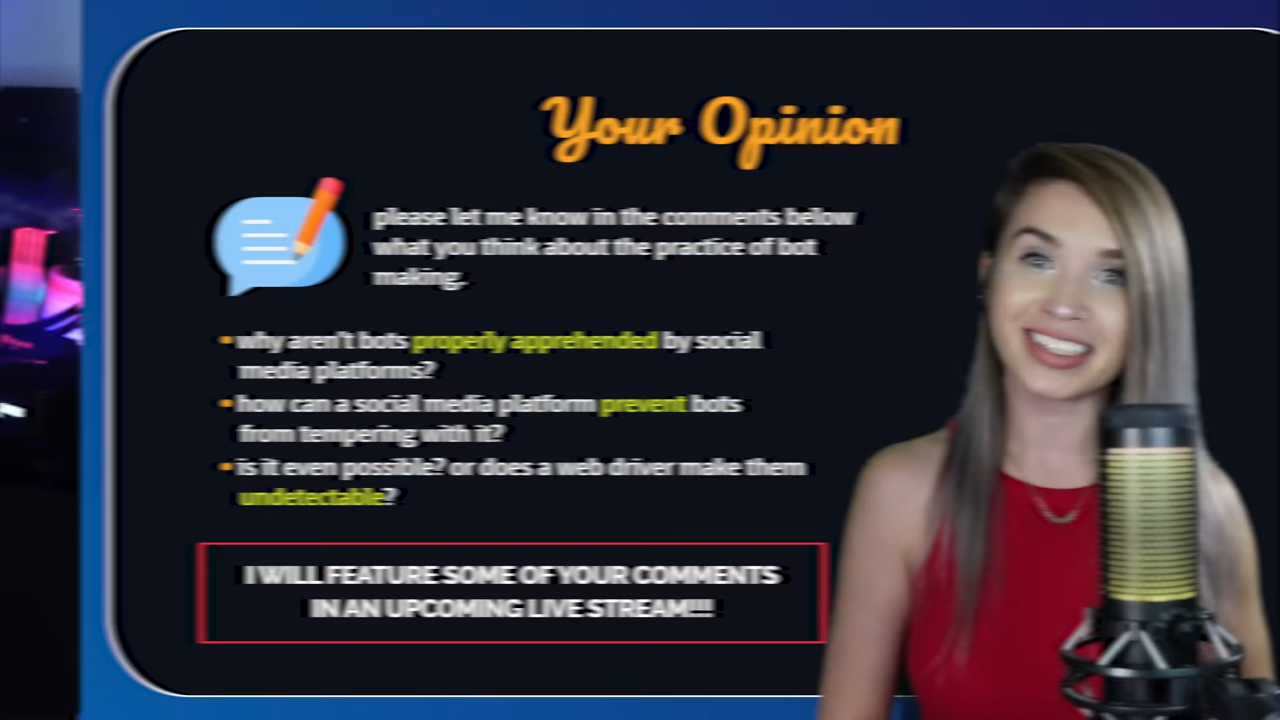 Your Opinion
please let me know in the comments below
what you think about the practice of bot
making.
• why aren't bots properly apprehended by social
media platforms?
• how can a social media platform prevent bots
from tempering with it?
• is it even possible? or does a web driver make them
undetectable?
I WILL FEATURE SOME OF YOUR COMMENTS
IN AN UPCOMING LIVE STREAM!!!